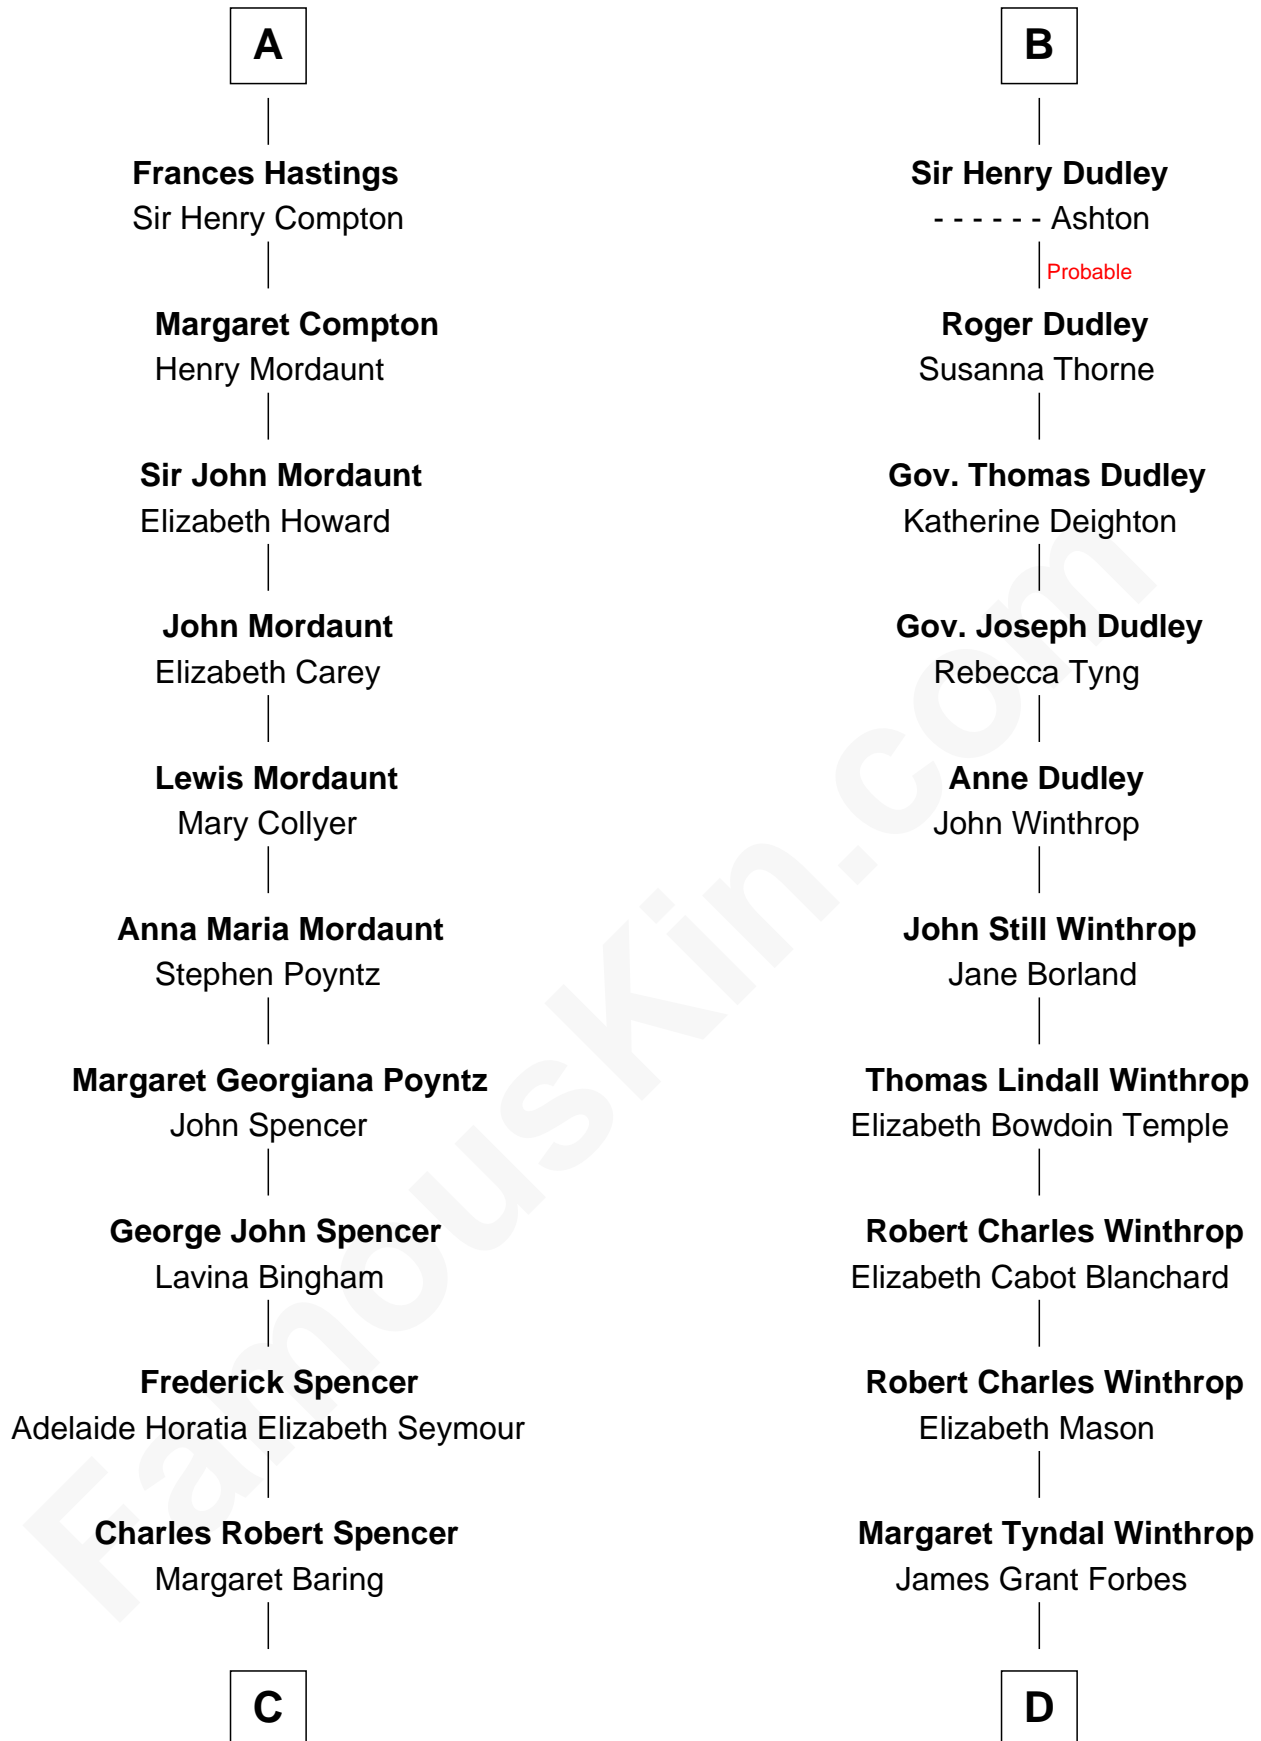 A
Frances Hastings
Sir Henry Compton
Margaret Compton
Henry Mordaunt
Sir John Mordaunt
Elizabeth Howard
John Mordaunt
Elizabeth Carey
Lewis Mordaunt
Mary Collyer
Anna Maria Mordaunt
Stephen Poyntz
Margaret Georgiana Poyntz
John Spencer
George John Spencer
Lavina Bingham
Frederick Spencer
Adelaide Horatia Elizabeth Seymour
Charles Robert Spencer
Margaret Baring
C
B
Sir Henry Dudley
- - - - - - Ashton
Probable
Roger Dudley
Susanna Thorne
Gov. Thomas Dudley
Katherine Deighton
Gov. Joseph Dudley
Rebecca Tyng
Anne Dudley
John Winthrop
John Still Winthrop
Jane Borland
Thomas Lindall Winthrop
Elizabeth Bowdoin Temple
Robert Charles Winthrop
Elizabeth Cabot Blanchard
Robert Charles Winthrop
Elizabeth Mason
Margaret Tyndal Winthrop
James Grant Forbes
D
FamousKin.com